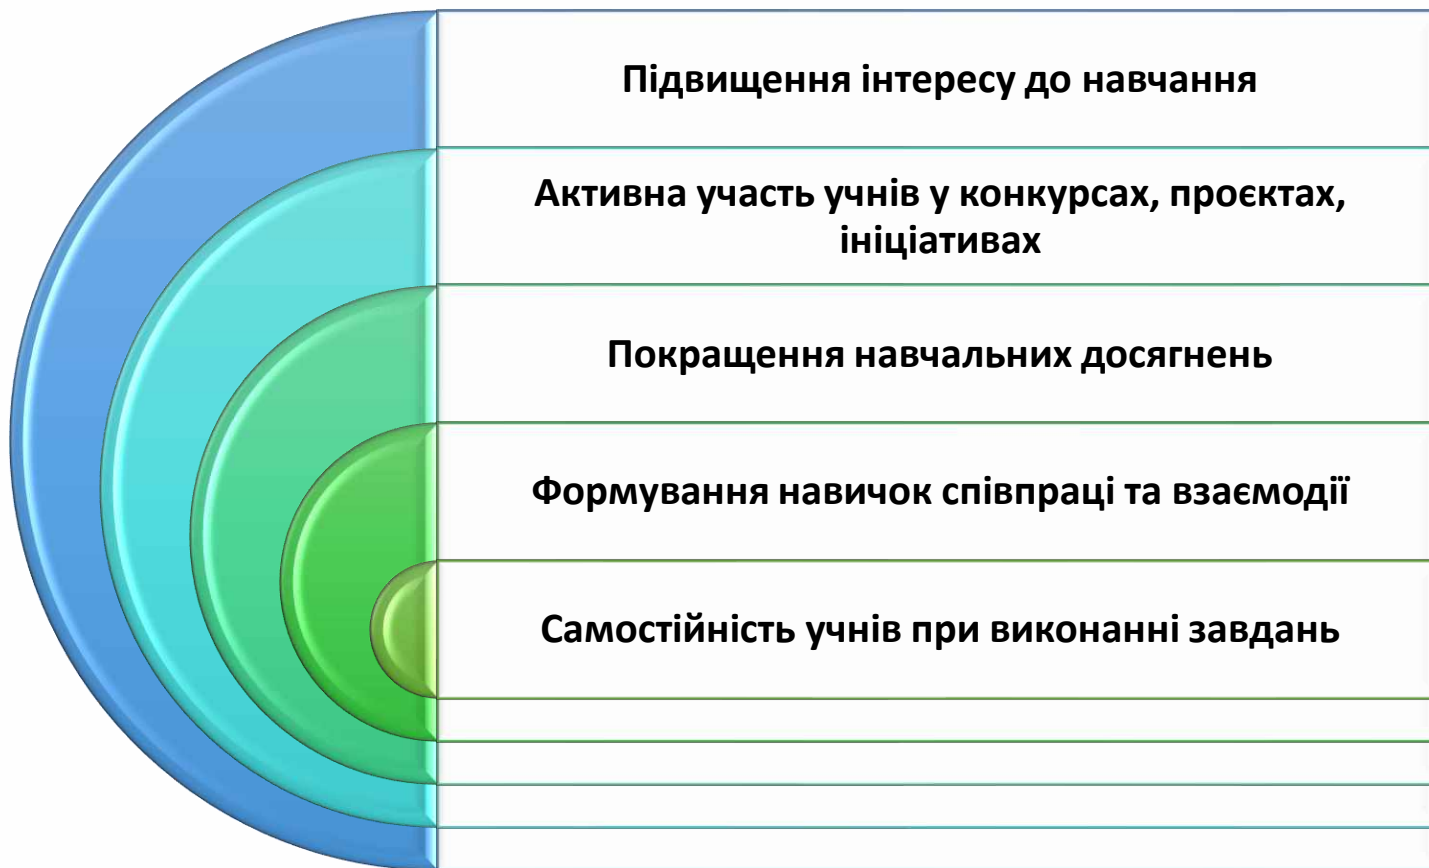 Підвищення інтересу до навчання
Активна участь учнів у конкурсах, проєктах,
ініціативах
Покращення навчальних досягнень
Формування навичок співпраці та взаємодії
Самостійність учнів при виконанні завдань